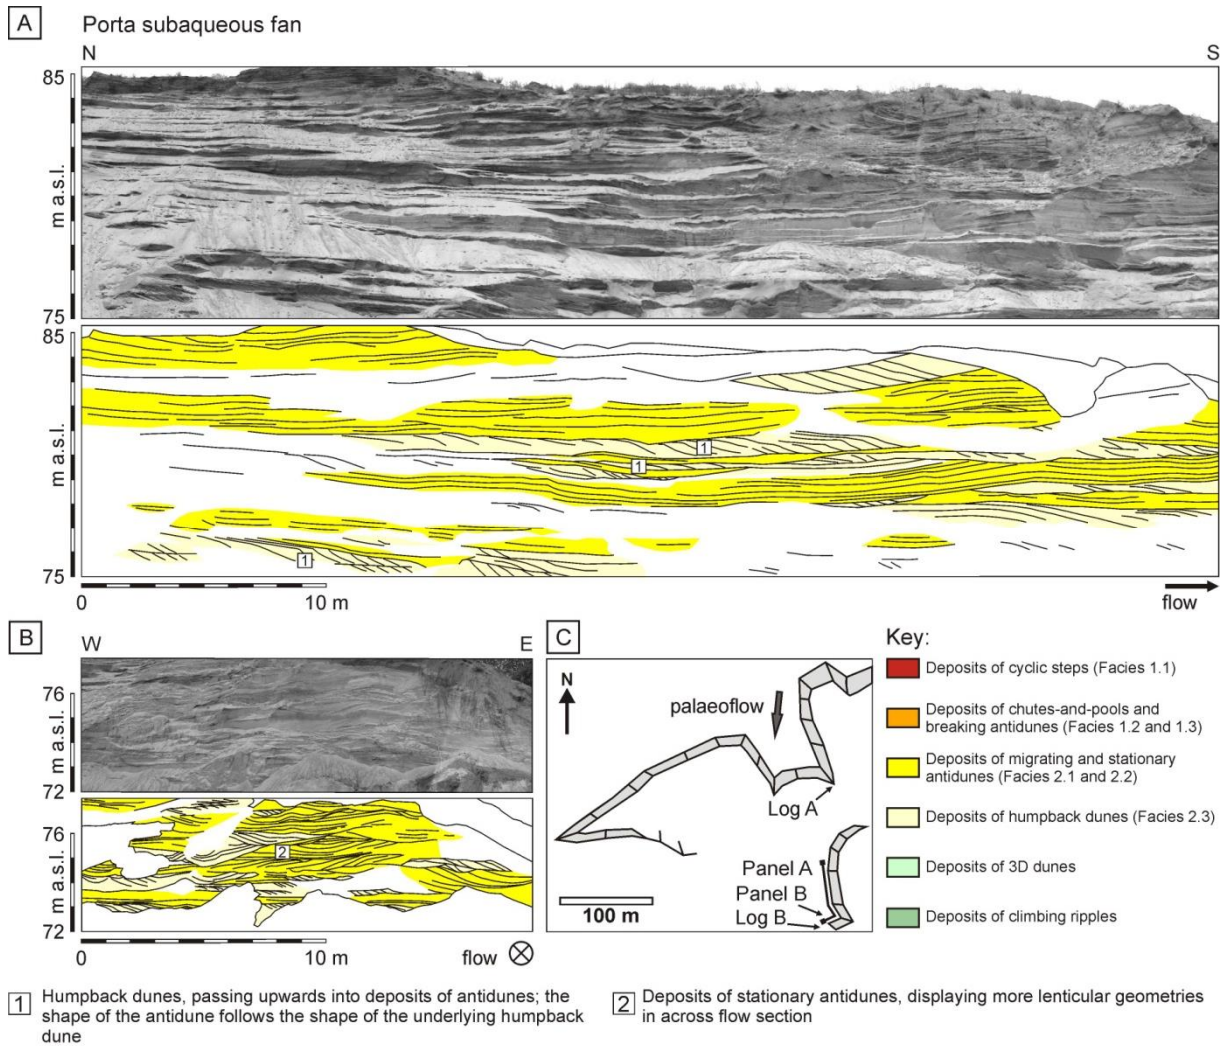 A
Porta subaqueous fan
N
S
85
m a.s.l.
75
85
m a.s.l.
1
1
1
75
0
10 m
flow
B
W
E
76
m a.s.l.
72
76
m a.s.l.
2
72
0
10 m
flow
C
N
palaeoflow
Log A
Panel A
Panel B
Log B
100 m
Key:
Deposits of cyclic steps (Facies 1.1)
Deposits of chutes-and-pools and
breaking antidunes (Facies 1.2 and 1.3)
Deposits of migrating and stationary
antidunes (Facies 2.1 and 2.2)
Deposits of humpback dunes (Facies 2.3)
Deposits of 3D dunes
Deposits of climbing ripples
1 Humpback dunes, passing upwards into deposits of antidunes; the
shape of the antidune follows the shape of the underlying humpback
dune
2 Deposits of stationary antidunes, displaying more lenticular geometries
in across flow section